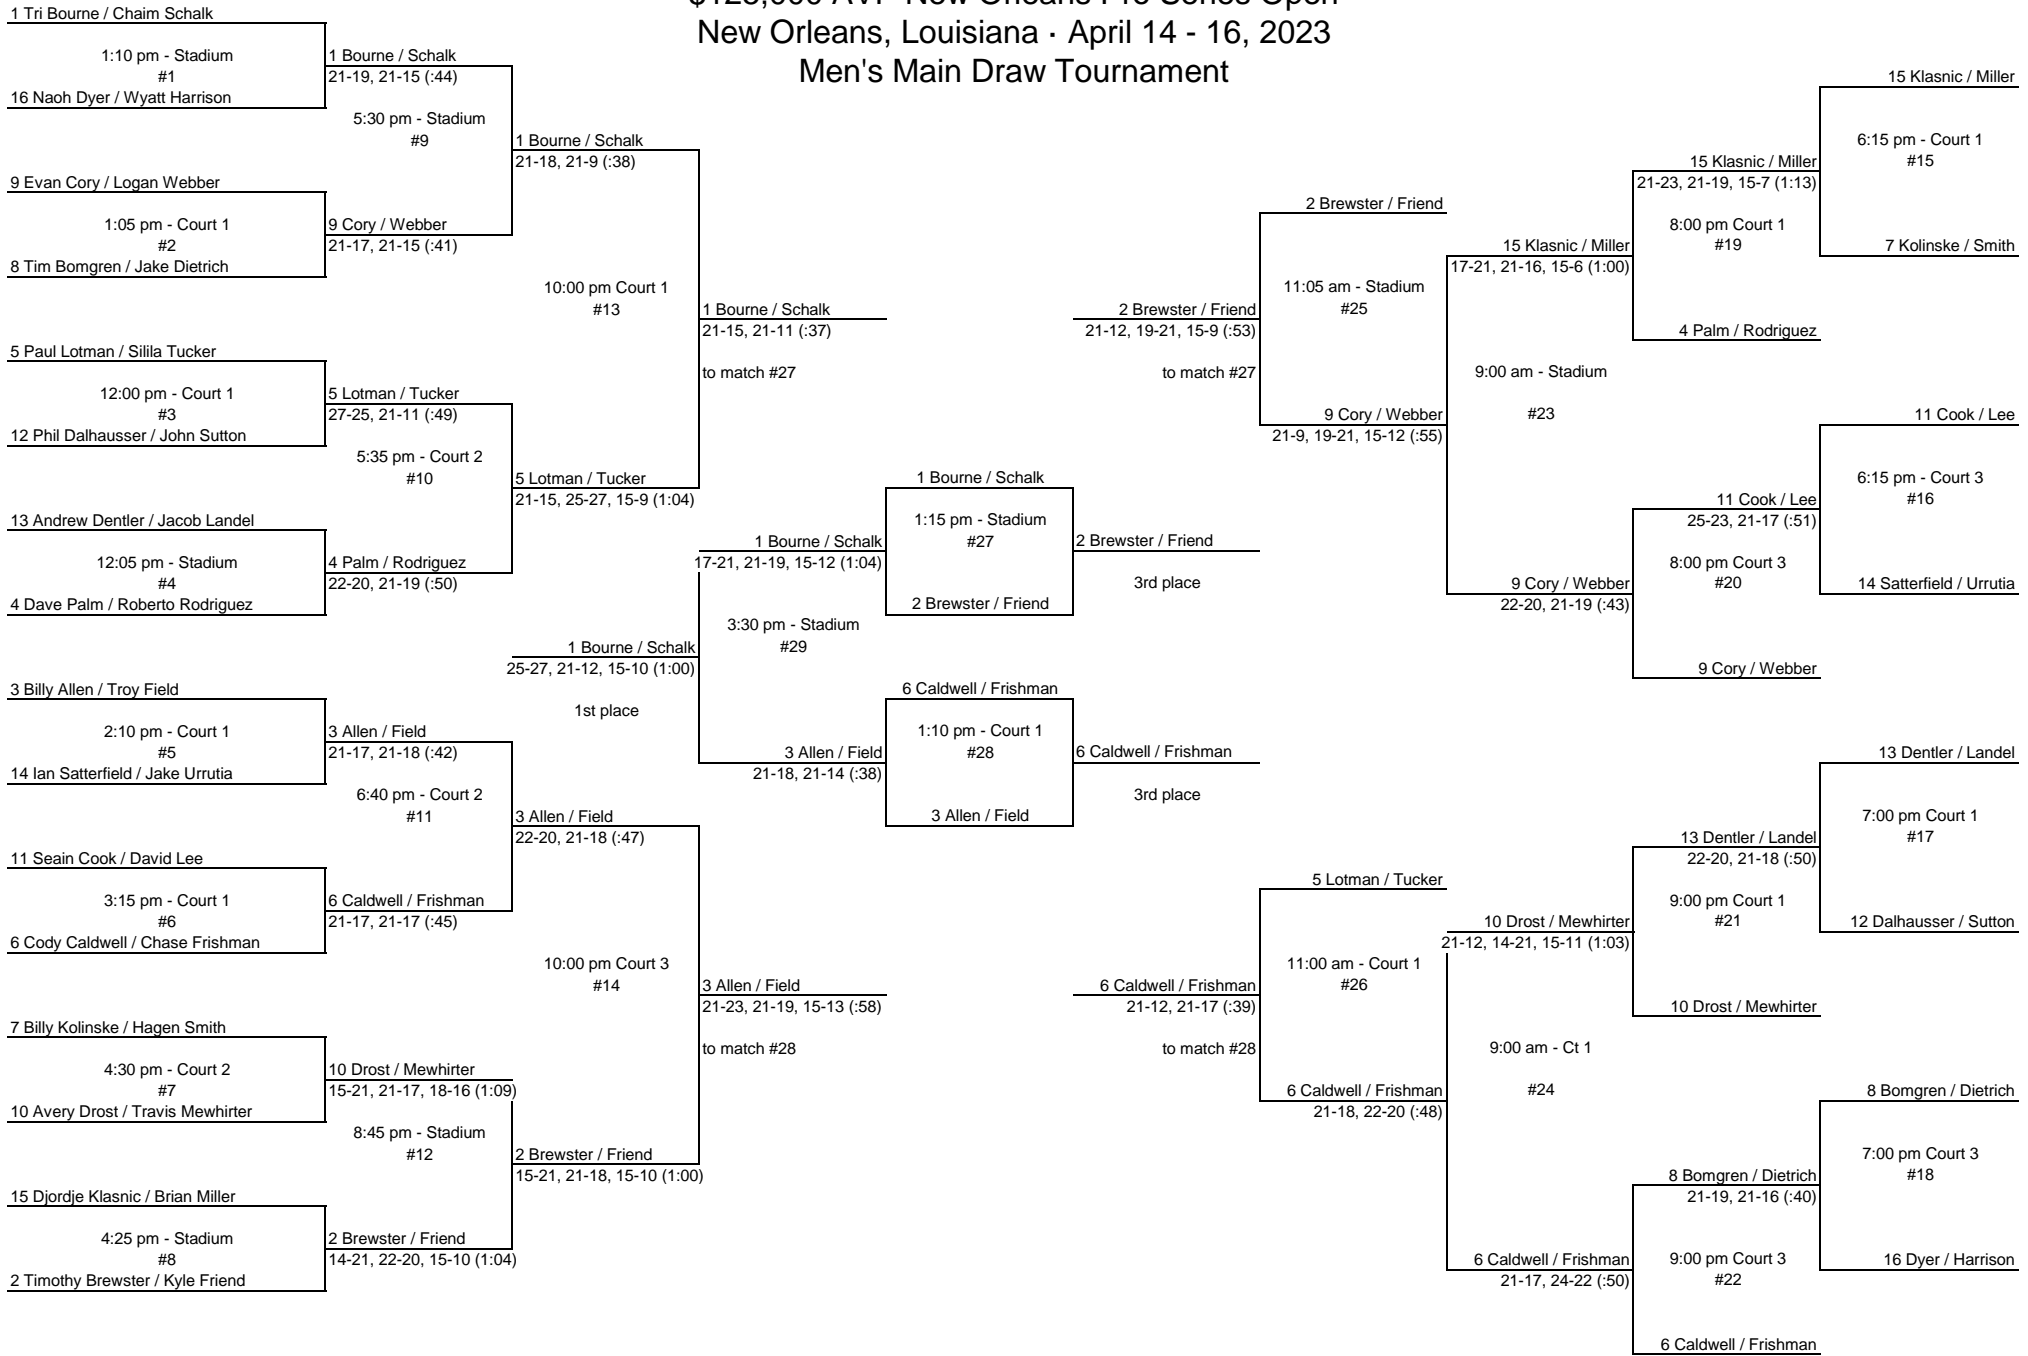 $125,000 AVP New Orleans Pro Series Open
New Orleans, Louisiana · April 14 - 16, 2023
Men's Main Draw Tournament
1 Tri Bourne / Chaim Schalk
1:10 pm - Stadium
#1
16 Naoh Dyer / Wyatt Harrison
9 Evan Cory / Logan Webber
1:05 pm - Court 1
#2
8 Tim Bomgren / Jake Dietrich
5 Paul Lotman / Silila Tucker
12:00 pm - Court 1
#3
12 Phil Dalhausser / John Sutton
13 Andrew Dentler / Jacob Landel
12:05 pm - Stadium
#4
4 Dave Palm / Roberto Rodriguez
3 Billy Allen / Troy Field
2:10 pm - Court 1
#5
14 Ian Satterfield / Jake Urrutia
11 Seain Cook / David Lee
3:15 pm - Court 1
#6
6 Cody Caldwell / Chase Frishman
7 Billy Kolinske / Hagen Smith
4:30 pm - Court 2
#7
10 Avery Drost / Travis Mewhirter
15 Djordje Klasnic / Brian Miller
4:25 pm - Stadium
#8
2 Timothy Brewster / Kyle Friend
1 Bourne / Schalk
21-19, 21-15 (:44)
5:30 pm - Stadium
#9
9 Cory / Webber
21-17, 21-15 (:41)
5 Lotman / Tucker
27-25, 21-11 (:49)
5:35 pm - Court 2
#10
4 Palm / Rodriguez
22-20, 21-19 (:50)
3 Allen / Field
21-17, 21-18 (:42)
6:40 pm - Court 2
#11
6 Caldwell / Frishman
21-17, 21-17 (:45)
10 Drost / Mewhirter
15-21, 21-17, 18-16 (1:09)
8:45 pm - Stadium
#12
2 Brewster / Friend
14-21, 22-20, 15-10 (1:04)
1 Bourne / Schalk
21-18, 21-9 (:38)
10:00 pm Court 1
#13
5 Lotman / Tucker
21-15, 25-27, 15-9 (1:04)
1 Bourne / Schalk
25-27, 21-12, 15-10 (1:00)
1st place
3 Allen / Field
22-20, 21-18 (:47)
10:00 pm Court 3
#14
2 Brewster / Friend
15-21, 21-18, 15-10 (1:00)
1 Bourne / Schalk
21-15, 21-11 (:37)
to match #27
1 Bourne / Schalk
17-21, 21-19, 15-12 (1:04)
3:30 pm - Stadium
#29
3 Allen / Field
21-18, 21-14 (:38)
3 Allen / Field
21-23, 21-19, 15-13 (:58)
to match #28
1 Bourne / Schalk
1:15 pm - Stadium
#27
2 Brewster / Friend
6 Caldwell / Frishman
1:10 pm - Court 1
#28
3 Allen / Field
2 Brewster / Friend
21-12, 19-21, 15-9 (:53)
to match #27
2 Brewster / Friend
3rd place
6 Caldwell / Frishman
3rd place
6 Caldwell / Frishman
21-12, 21-17 (:39)
to match #28
2 Brewster / Friend
11:05 am - Stadium
#25
9 Cory / Webber
21-9, 19-21, 15-12 (:55)
5 Lotman / Tucker
11:00 am - Court 1
#26
6 Caldwell / Frishman
21-18, 22-20 (:48)
15 Klasnic / Miller
17-21, 21-16, 15-6 (1:00)
9:00 am - Stadium
#23
9 Cory / Webber
22-20, 21-19 (:43)
10 Drost / Mewhirter
21-12, 14-21, 15-11 (1:03)
9:00 am - Ct 1
#24
6 Caldwell / Frishman
21-17, 24-22 (:50)
15 Klasnic / Miller
21-23, 21-19, 15-7 (1:13)
8:00 pm Court 1
#19
4 Palm / Rodriguez
11 Cook / Lee
25-23, 21-17 (:51)
8:00 pm Court 3
#20
9 Cory / Webber
13 Dentler / Landel
22-20, 21-18 (:50)
9:00 pm Court 1
#21
10 Drost / Mewhirter
8 Bomgren / Dietrich
21-19, 21-16 (:40)
9:00 pm Court 3
#22
6 Caldwell / Frishman
15 Klasnic / Miller
6:15 pm - Court 1
#15
7 Kolinske / Smith
11 Cook / Lee
6:15 pm - Court 3
#16
14 Satterfield / Urrutia
13 Dentler / Landel
7:00 pm Court 1
#17
12 Dalhausser / Sutton
8 Bomgren / Dietrich
7:00 pm Court 3
#18
16 Dyer / Harrison